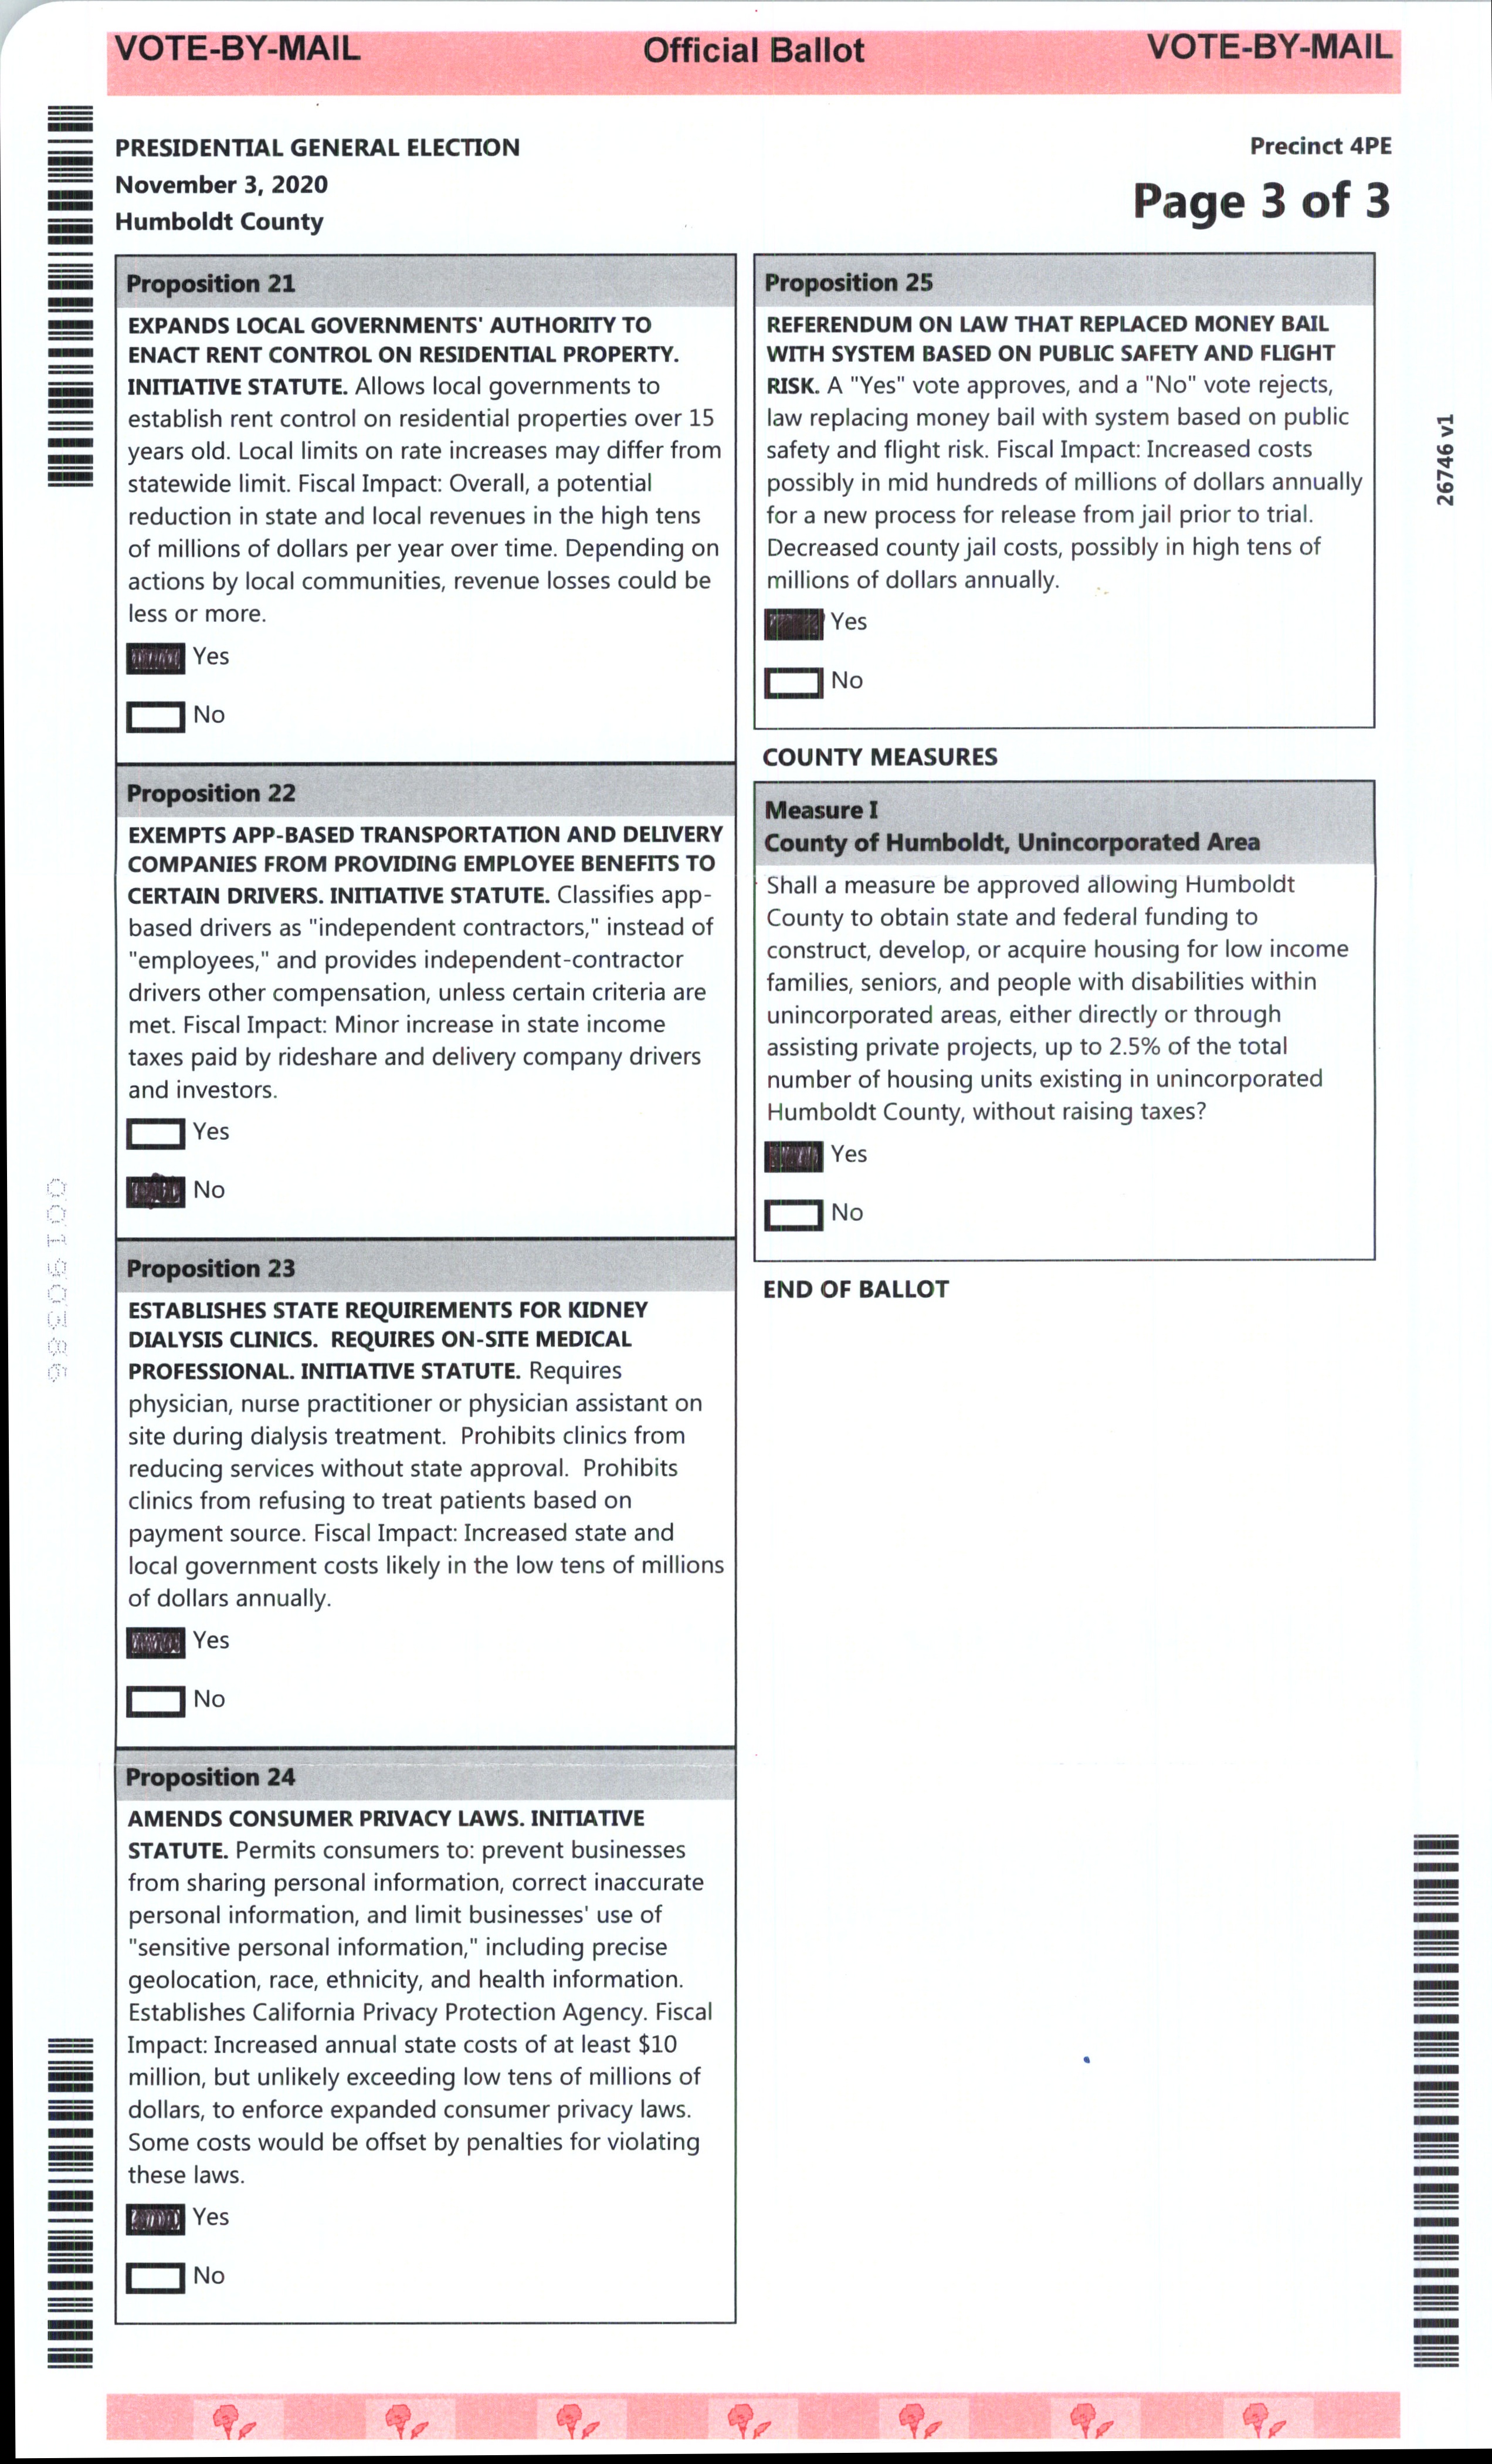 VOTE-BY-MAIL Official Ballot VOTE-BY-MAIL
PRESIDENTIAL GENERAL ELECTION
November 3, 2020
Humboldt County
Precinct 4PE
Page 3 of 3
Proposition 21
EXPANDS LOCAL GOVERNMENTS' AUTHORITY TO
ENACT RENT CONTROL ON RESIDENTIAL PROPERTY.
INITIATIVE STATUTE. Allows local governments to
establish rent control on residential properties over 15
years old. Local limits on rate increases may differ from
statewide limit. Fiscal Impact: Overall, a potential
reduction in state and local revenues in the high tens
of millions of dollars per year over time. Depending on
actions by local communities, revenue losses could be
less or more.
Yes
No
Proposition 22
EXEMPTS APP-BASED TRANSPORTATION AND DELIVERY
COMPANIES FROM PROVIDING EMPLOYEE BENEFITS TO
CERTAIN DRIVERS. INITIATIVE STATUTE. Classifies app-
based drivers as "independent contractors," instead of
"employees," and provides independent-contractor
drivers other compensation, unless certain criteria are
met. Fiscal Impact: Minor increase in state income
taxes paid by rideshare and delivery company drivers
and investors.
Yes
No
Proposition 23
ESTABLISHES STATE REQUIREMENTS FOR KIDNEY
DIALYSIS CLINICS. REQUIRES ON-SITE MEDICAL
PROFESSIONAL. INITIATIVE STATUTE. Requires
physician, nurse practitioner or physician assistant on
site during dialysis treatment. Prohibits clinics from
reducing services without state approval. Prohibits
clinics from refusing to treat patients based on
payment source. Fiscal Impact: Increased state and
local government costs likely in the low tens of millions
of dollars annually.
Yes
No
Proposition 24
AMENDS CONSUMER PRIVACY LAWS. INITIATIVE
STATUTE. Permits consumers to: prevent businesses
from sharing personal information, correct inaccurate
personal information, and limit businesses' use of
"sensitive personal information," including precise
geolocation, race, ethnicity, and health information.
Establishes California Privacy Protection Agency. Fiscal
Impact: Increased annual state costs of at least $10
million, but unlikely exceeding low tens of millions of
dollars, to enforce expanded consumer privacy laws.
Some costs would be offset by penalties for violating
these laws.
Yes
No
Proposition 25
REFERENDUM ON LAW THAT REPLACED MONEY BAIL
WITH SYSTEM BASED ON PUBLIC SAFETY AND FLIGHT
RISK. A "Yes" vote approves, and a "No" vote rejects,
law replacing money bail with system based on public
safety and flight risk. Fiscal Impact: Increased costs
possibly in mid hundreds of millions of dollars annually
for a new process for release from jail prior to trial.
Decreased county jail costs, possibly in high tens of
millions of dollars annually.
Yes
No
COUNTY MEASURES
Measure I
County of Humboldt, Unincorporated Area
Shall a measure be approved allowing Humboldt
County to obtain state and federal funding to
construct, develop, or acquire housing for low income
families, seniors, and people with disabilities within
unincorporated areas, either directly or through
assisting private projects, up to 2.5% of the total
number of housing units existing in unincorporated
Humboldt County, without raising taxes?
Yes
No
END OF BALLOT
26746 v1